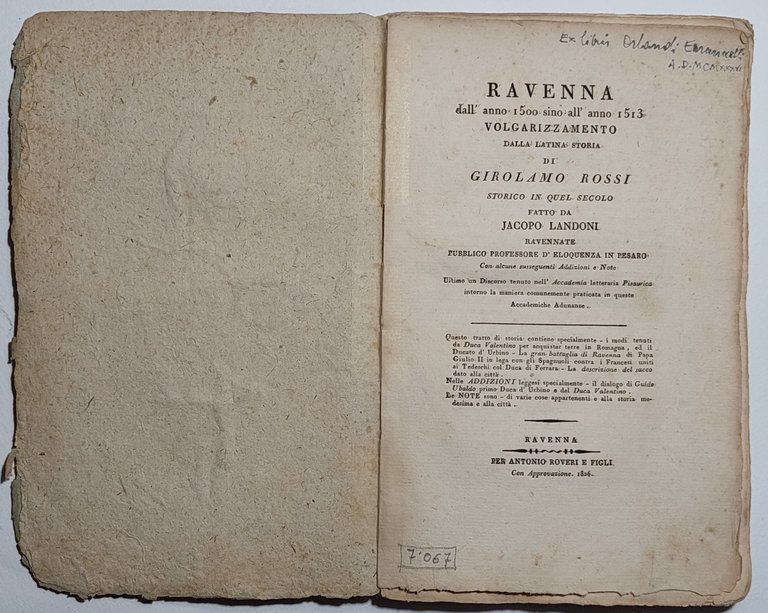 Ex libris Orlandi
A.D. 
RAVENNA
dall' anno 1500 sino all' anno 1513
VOLGARIZZAMENTO
DALLA LATINA STORIA
DI
GIROLAMO ROSSI
STORICO IN QUEL SECOLO
FATTO DA
JACOPO LANDONI
RAVENNATE
PUBBLICO PROFESSORE D' ELOQUENZA IN PESARO
Con alcune susseguenti Addizioni e Note
Ultimo un Discorso tenuto nell' Accademia letteraria Pisaurica
intorno la maniera comunemente praticata in queste
Accademiche Adunanze.
Questo tratto di storia contiene specialmente - i modi tenuti
da Duca Valentino per acquistar terre in Romagna, ed il
Ducato d' Urbino - La gran battaglia di Ravenna di Papa
Giulio II in lega con gli Spagnuoli contra i Francesi uniti
ai Tedeschi col Duca di Ferrara - La descrizione del sacco
dato alla città.
Nelle ADDIZIONI leggesi specialmente - il dialogo di Guido
Ubaldo primo Duca d' Urbino e del Duca Valentino.
Le NOTE sono - di varie cose appartenenti e alla storia me-
desima e alla città.
RAVENNA
PER ANTONIO ROVERI E FIGLI
Con Approvazione. 1826.
7'067